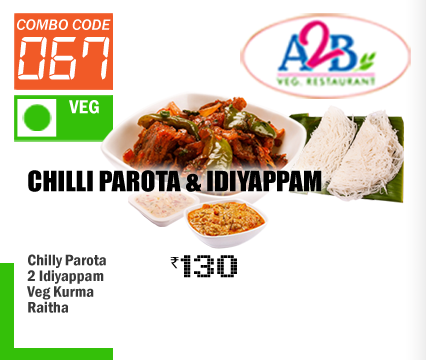 COMBO CODE
067
VEG
A2B
VEG. RESTAURANT
CHILLI PAROTA & IDIYAPPAM
Chilly Parota
2 Idiyappam
Veg Kurma
Raitha
₹130